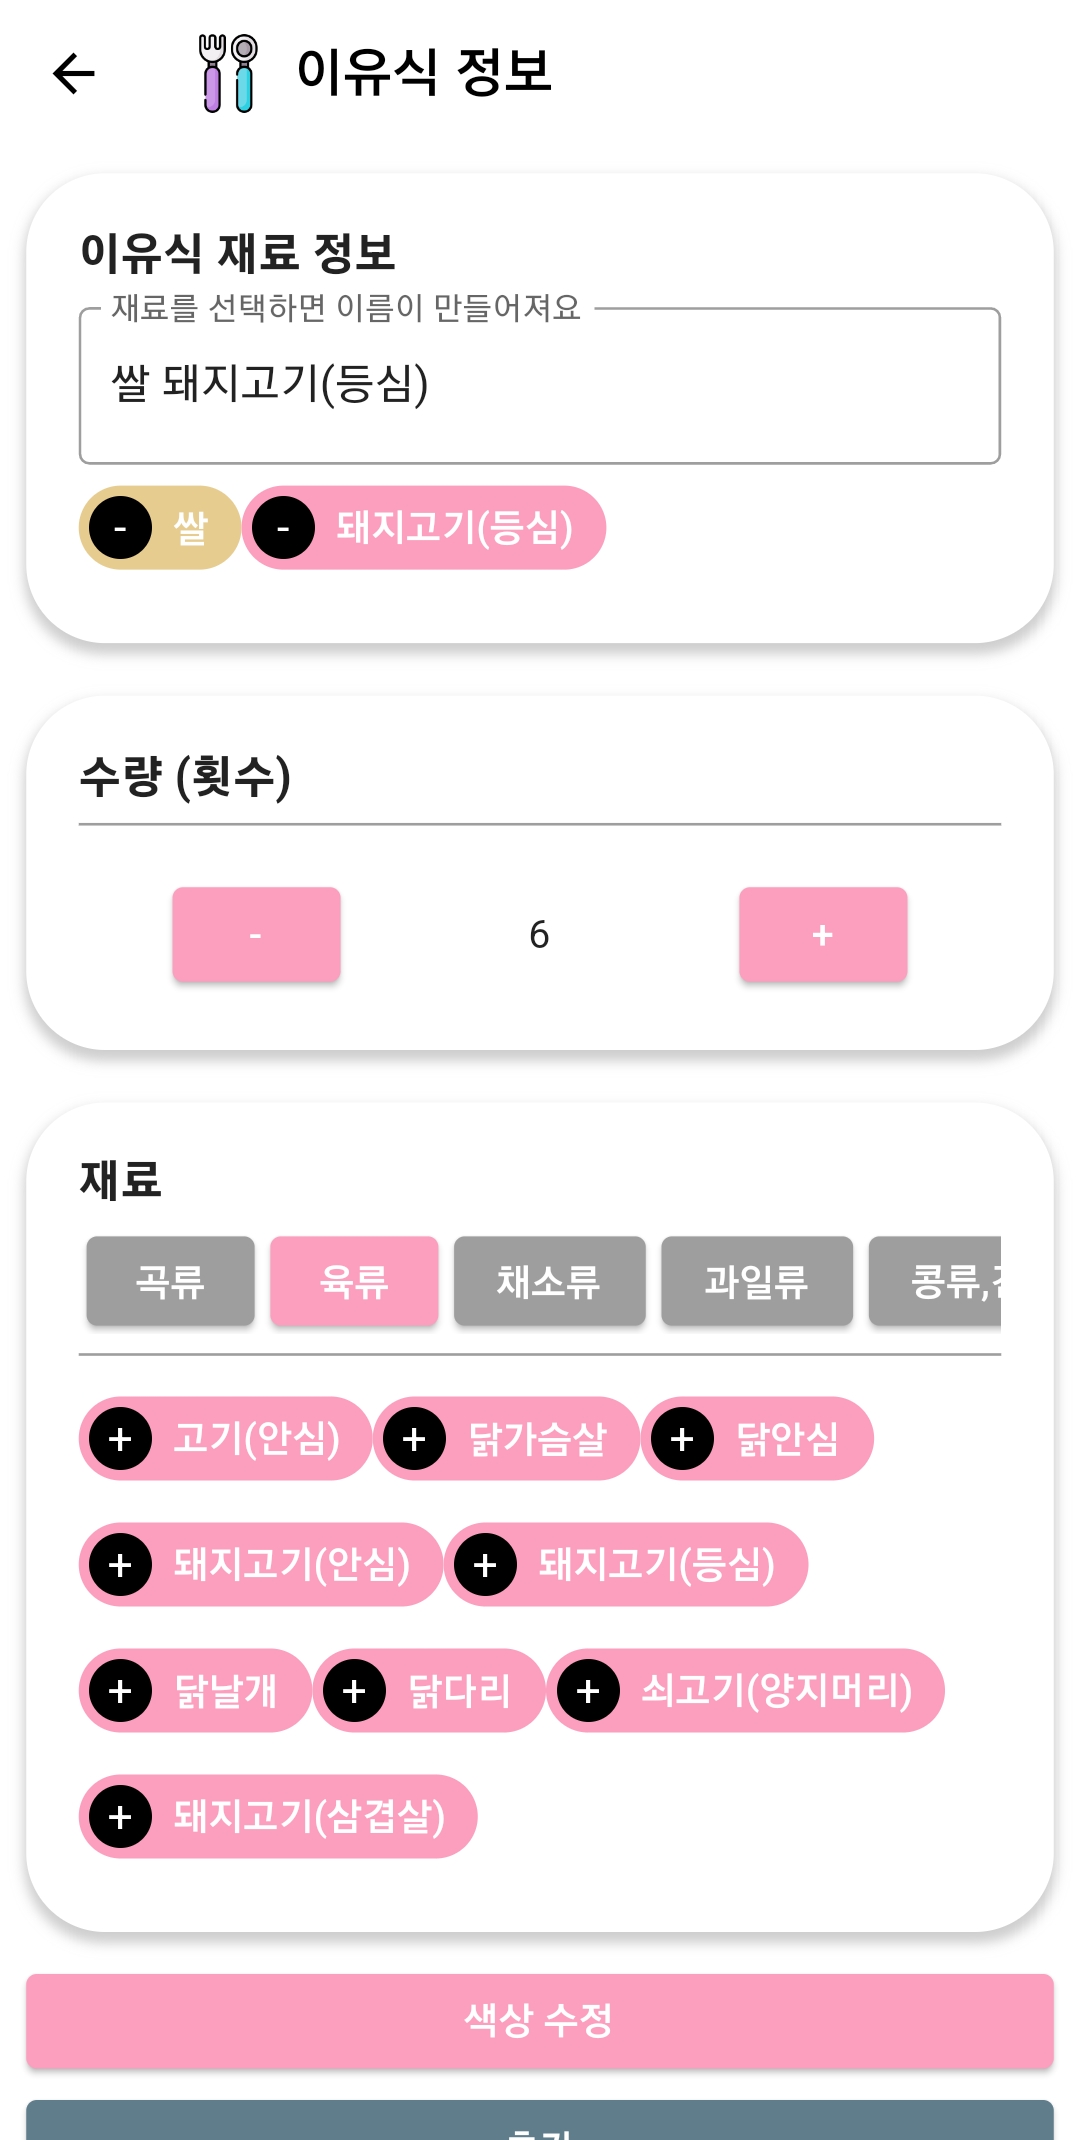 이유식 정보
이유식 재료 정보
재료를 선택하면 이름이 만들어져요
쌀 돼지고기(등심)
- 쌀 - 돼지고기(등심)
수량 (횟수)
- 6 +
재료
곡류 육류 채소류 과일류 콩류,
+ 고기(안심) + 닭가슴살 + 닭안심
+ 돼지고기(안심) + 돼지고기(등심)
+ 닭날개 + 닭다리 + 쇠고기(양지머리)
+ 돼지고기(삼겹살)
색상 수정